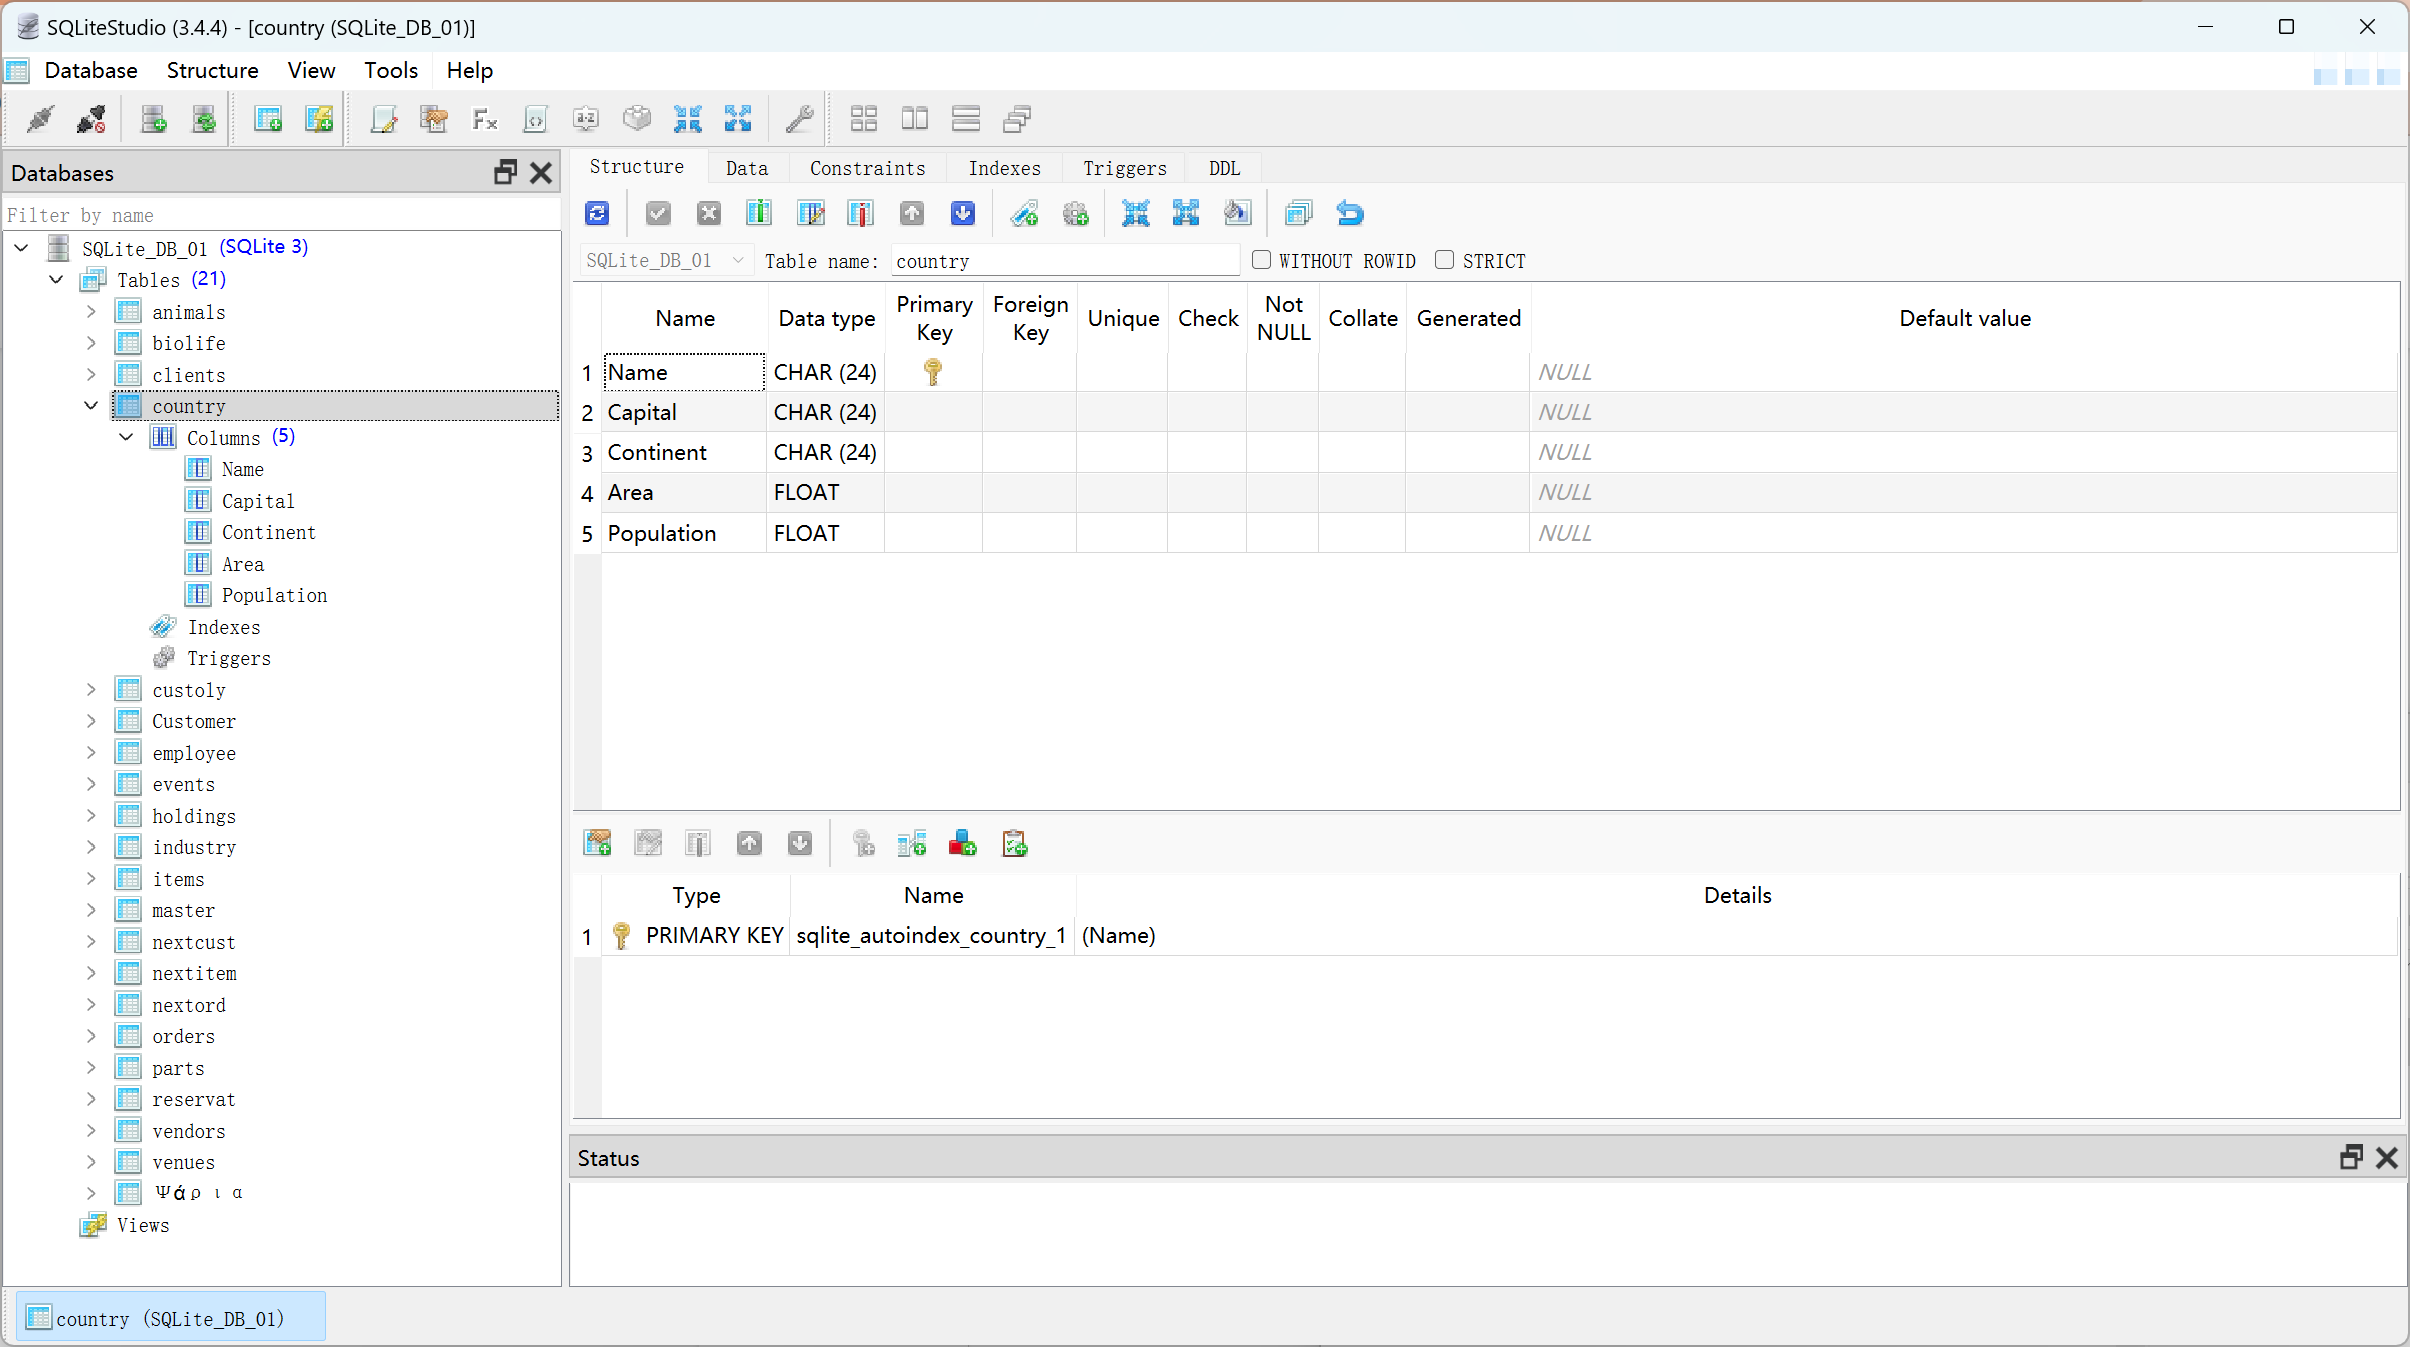 SQLiteStudio (3.4.4) - [country (SQLite_DB_01)]
Database Structure View Tools Help
Databases
Filter by name
SQLite_DB_01 (SQLite 3)
Tables (21)
animals
biolife
clients
country
Columns (5)
Name
Capital
Continent
Area
Population
Indexes
Triggers
custoly
Customer
employee
events
holdings
industry
items
master
nextcust
nextitem
nextord
orders
parts
reservat
vendors
venues
Ψάρια
Views
Structure Data Constraints Indexes Triggers DDL
SQLite_DB_01 Table name: country WITHOUT ROWID STRICT
Name Data type Primary Key Foreign Key Unique Check Not NULL Collate Generated Default value
1 Name CHAR (24) NULL
2 Capital CHAR (24) NULL
3 Continent CHAR (24) NULL
4 Area FLOAT NULL
5 Population FLOAT NULL
Type Name Details
1 PRIMARY KEY sqlite_autoindex_country_1 (Name)
Status
country (SQLite_DB_01)